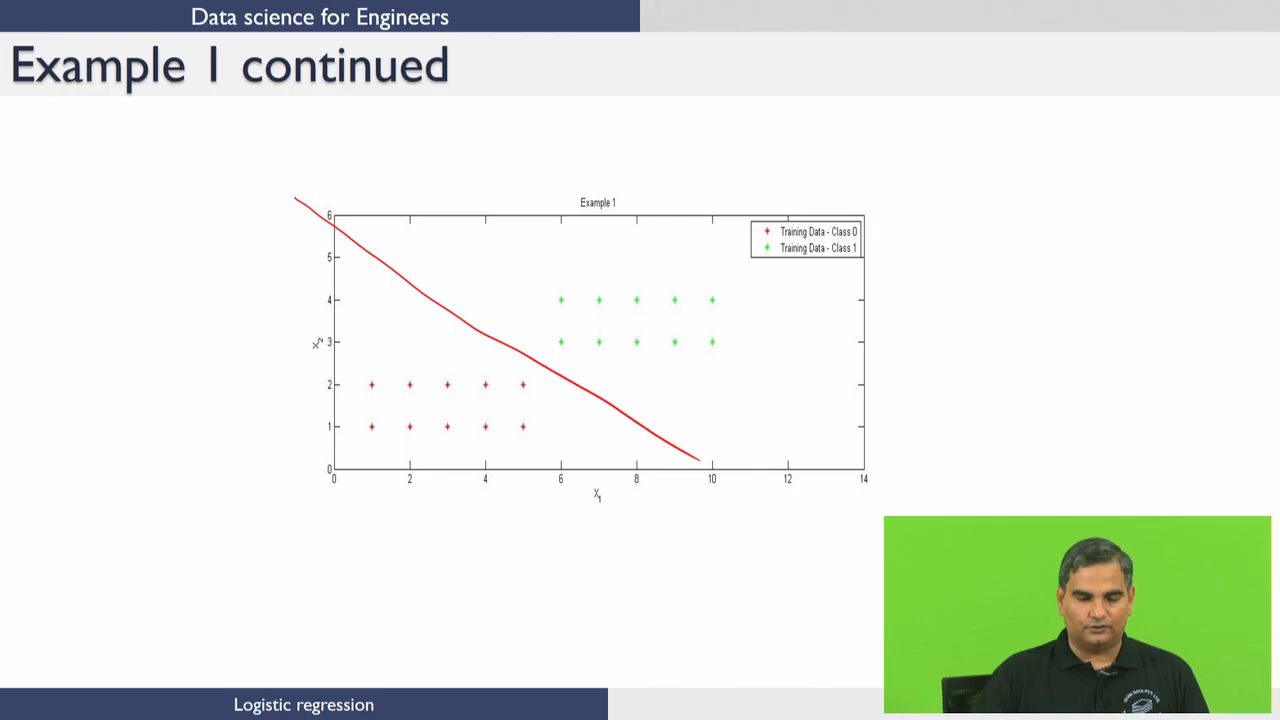 Data science for Engineers
Example 1 continued
Example 1
Training Data - Class 0
Training Data - Class 1
6
5
4
3
2
1
0
X2
0 2 4 6 8 10 12 14
X1
Logistic regression